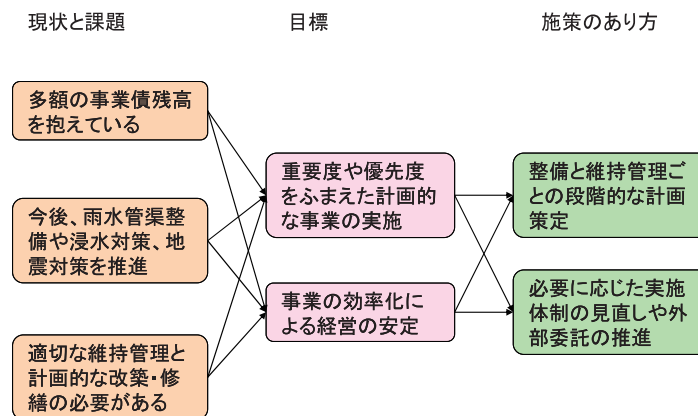 現状と課題
目標
施策のあり方
多額の事業債残高
を抱えている
今後、雨水管渠整
備や浸水対策、地
震対策を推進
適切な維持管理と
計画的な改築・修
繕の必要がある
重要度や優先度
をふまえた計画的
な事業の実施
事業の効率化に
よる経営の安定
整備と維持管理ご
との段階的な計画
策定
必要に応じた実施
体制の見直しや外
部委託の推進